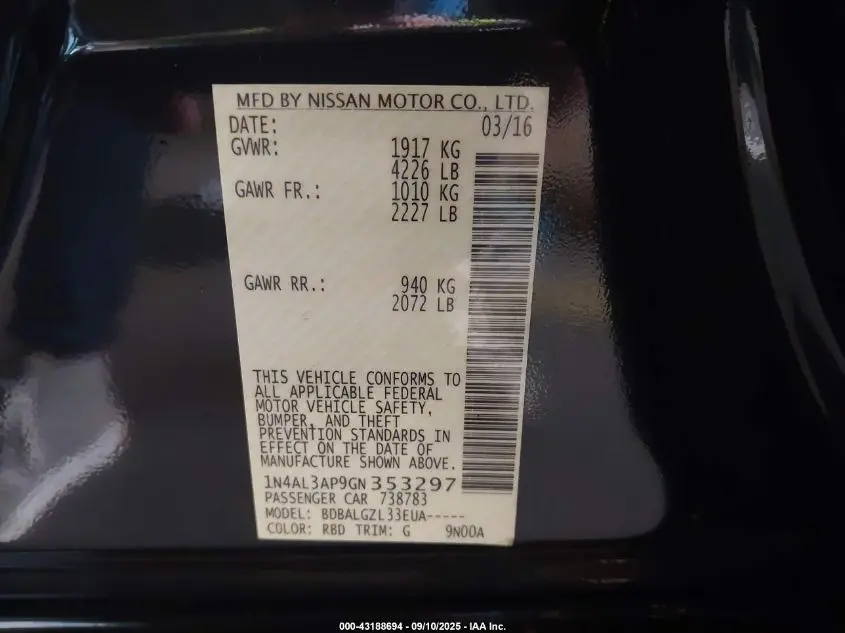 MFD BY NISSAN MOTOR CO., LTD.
DATE: 03/16
GVWR: 1917 KG
4226 LB
GAWR FR.: 1010 KG
2227 LB
GAWR RR.: 940 KG
2072 LB
THIS VEHICLE CONFORMS TO
ALL APPLICABLE FEDERAL
MOTOR VEHICLE SAFETY,
BUMPER, AND THEFT
PREVENTION STANDARDS IN
EFFECT ON THE DATE OF
MANUFACTURE SHOWN ABOVE.
1N4AL3AP9GN353297
PASSENGER CAR 738783
MODEL: BDBALGZL33EUA-----
COLOR: RBD TRIM: G 9N00A
000-43188694 - 09/10/2025 - IAA Inc.